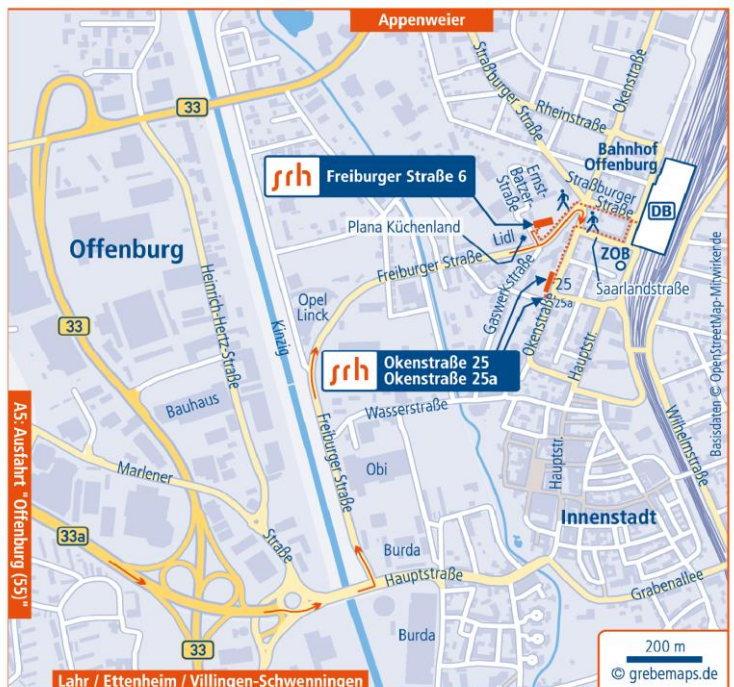 Appenweier
33
Straßburger Straße
Rheinstraße
Okenstraße
Bahnhof
Offenburg
srh Freiburger Straße 6
Ernst-
Batzer-
Straße
Straßburger
Straße
DB
Plana Küchenland
Lidl
ZOB
Saarlandstraße
Offenburg
Freiburger Straße
Gaswerkstraße
25
25a
Opel
Linck
Heinrich-Hertz-Straße
Kinzig
33
Okenstraße
Hauptstr.
srh Okenstraße 25
Okenstraße 25a
Bauhaus
Wasserstraße
Freiburger Straße
Wilhelmstraße
Basisdaten © OpenStreetMap-Mitwirkende
A5: Ausfahrt "Offenburg (55)"
Marlener
Straße
Obi
Hauptstr.
Innenstadt
33a
Burda
Hauptstraße
Grabenallee
Burda
33
200 m
© grebemaps.de
Lahr / Ettenheim / Villingen-Schwenningen